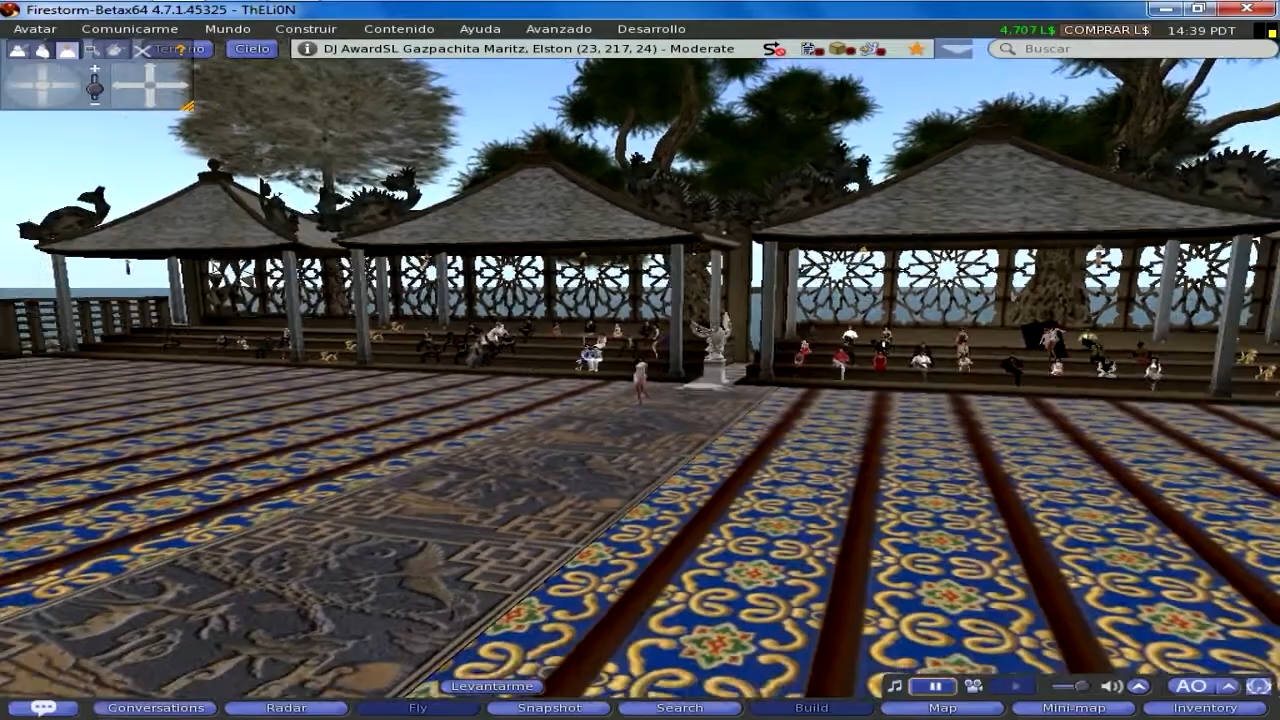 Firestorm-Betax64 4.7.1.45325 - ThELiON
Avatar Comunicarme Mundo Construir Contenido Ayuda Avanzado Desarrollo 4,707 L$ COMPRAR L$ 14:39 PDT
Terreno Cielo DJ AwardSL Gazpachita Maritz, Elston (23, 217, 24) - Moderate Buscar
Levantarme
AO
Conversations Radar Fly Snapshot Search Build Map Mini-map Inventory